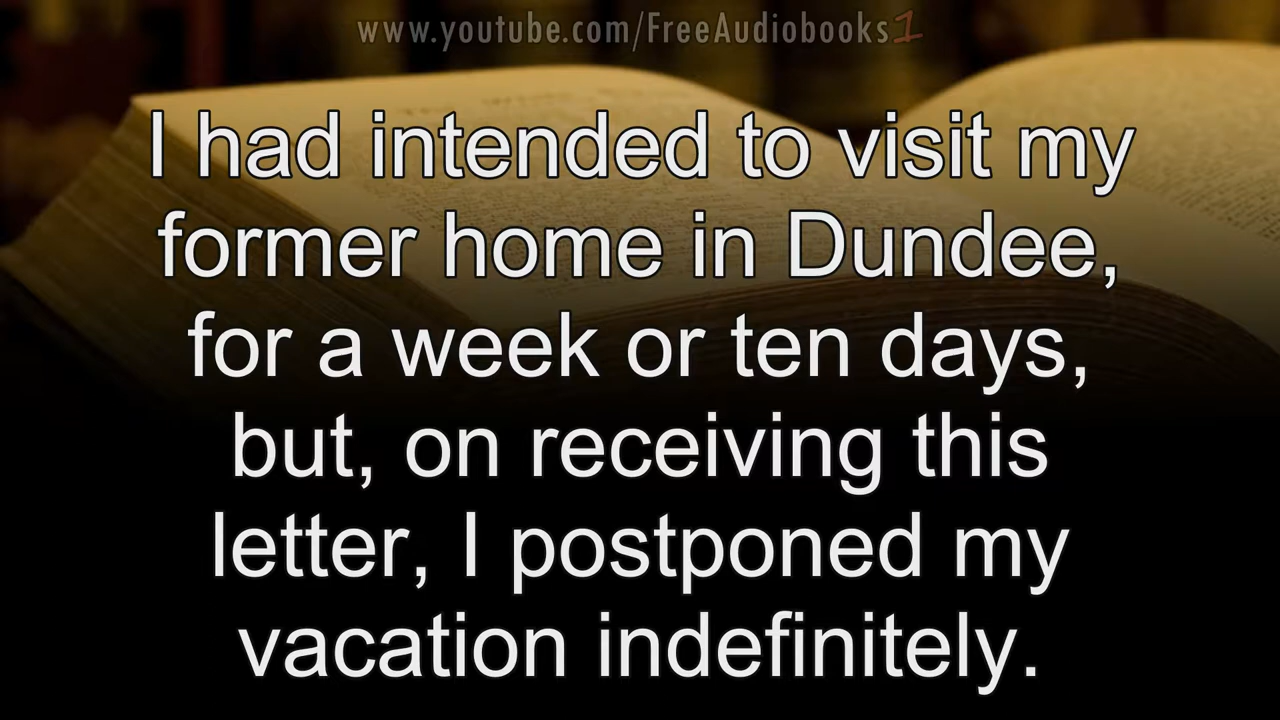 www.youtube.com/FreeAudiobooks1
I had intended to visit my
former home in Dundee,
for a week or ten days,
but, on receiving this
letter, I postponed my
vacation indefinitely.